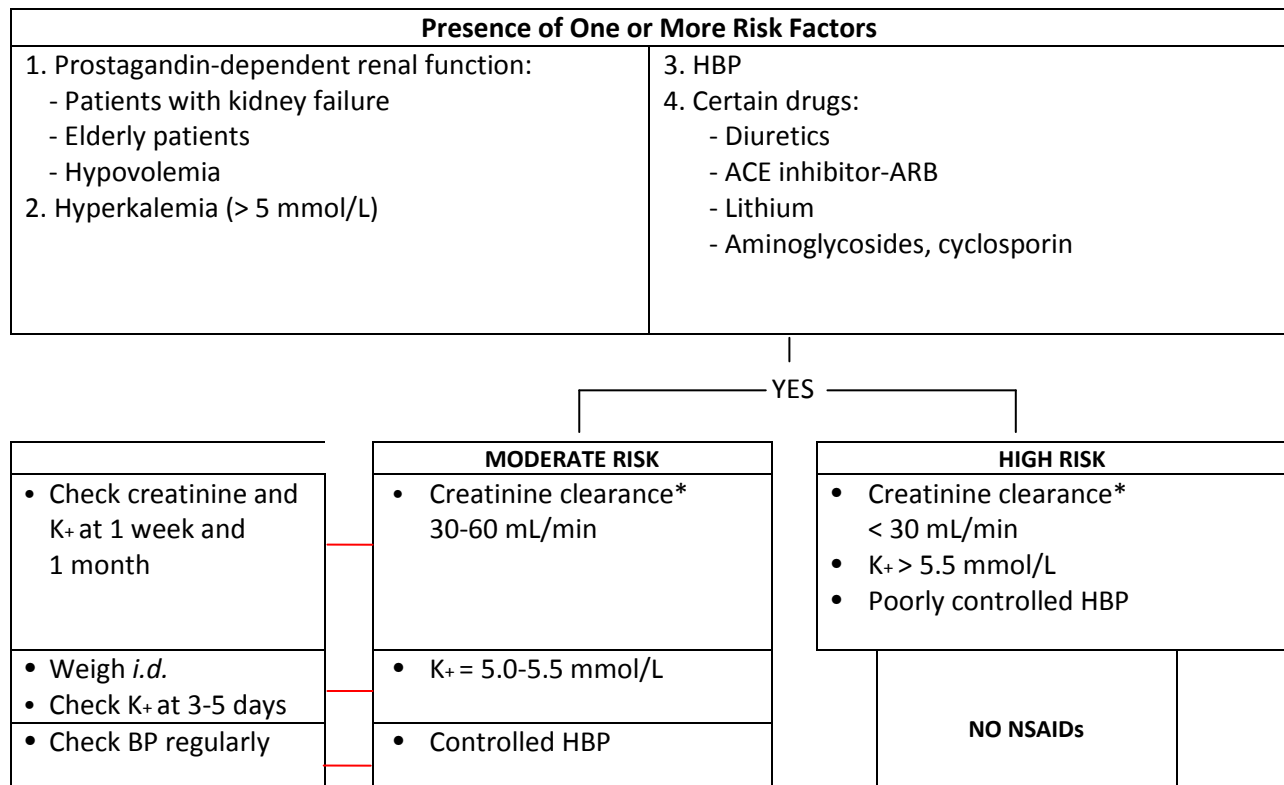 Presence of One or More Risk Factors
1. Prostagandin-dependent renal function:
- Patients with kidney failure
- Elderly patients
- Hypovolemia
2. Hyperkalemia (> 5 mmol/L)
3. HBP
4. Certain drugs:
- Diuretics
- ACE inhibitor-ARB
- Lithium
- Aminoglycosides, cyclosporin
YES
• Check creatinine and
K+ at 1 week and
1 month
• Weigh i.d.
• Check K+ at 3-5 days
• Check BP regularly
MODERATE RISK
• Creatinine clearance*
30-60 mL/min
• K+ = 5.0-5.5 mmol/L
• Controlled HBP
HIGH RISK
• Creatinine clearance*
< 30 mL/min
• K+ > 5.5 mmol/L
• Poorly controlled HBP
NO NSAIDs